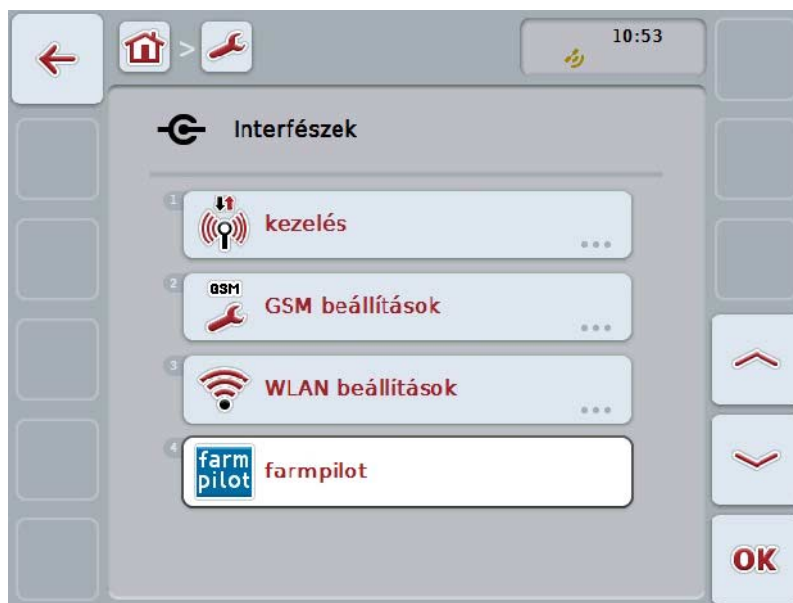 10:53
>
Interfészek
1
kezelés
2
GSM
GSM beállítások
3
WLAN beállítások
4
farm
pilot
farmpilot
OK